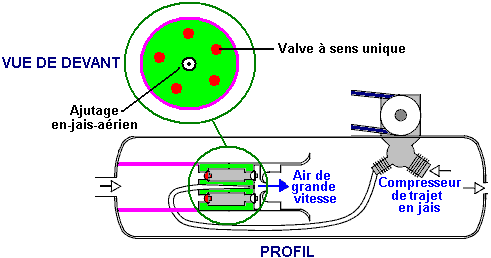 VUE DE DEVANT
Valve à sens unique
Ajutage
en-jais-aérien
Air de
grande
vitesse
Compresseur
de trajet
en jais
PROFIL